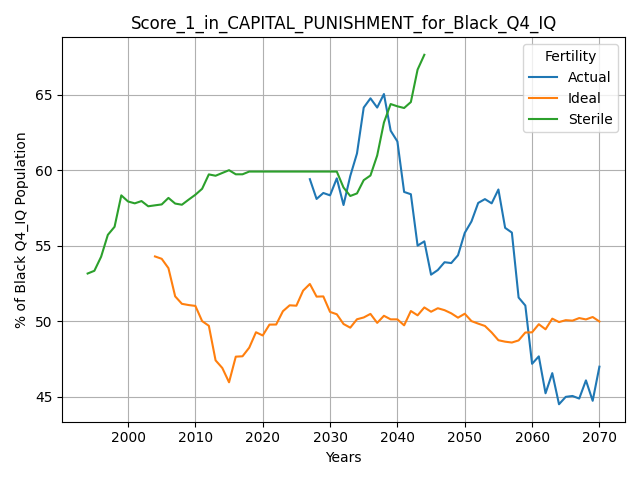 Score_1_in_CAPITAL_PUNISHMENT_for_Black_Q4_IQ
% of Black Q4_IQ Population
65
60
55
50
45
Fertility
Actual
Ideal
Sterile
2000 2010 2020 2030 2040 2050 2060 2070
Years